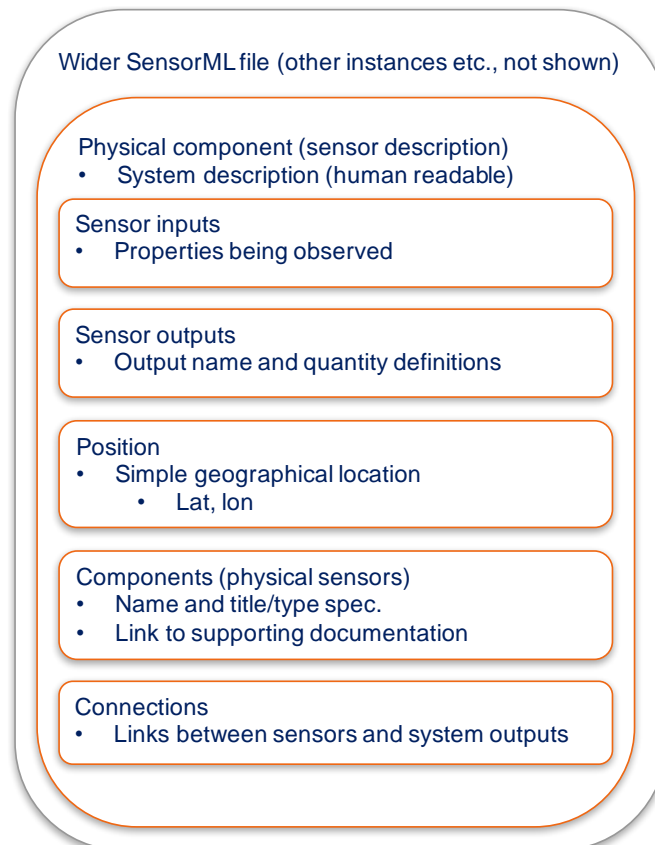 Wider SensorML file (other instances etc., not shown)
Physical component (sensor description)
• System description (human readable)
Sensor inputs
• Properties being observed
Sensor outputs
• Output name and quantity definitions
Position
• Simple geographical location
• Lat, lon
Components (physical sensors)
• Name and title/type spec.
• Link to supporting documentation
Connections
• Links between sensors and system outputs